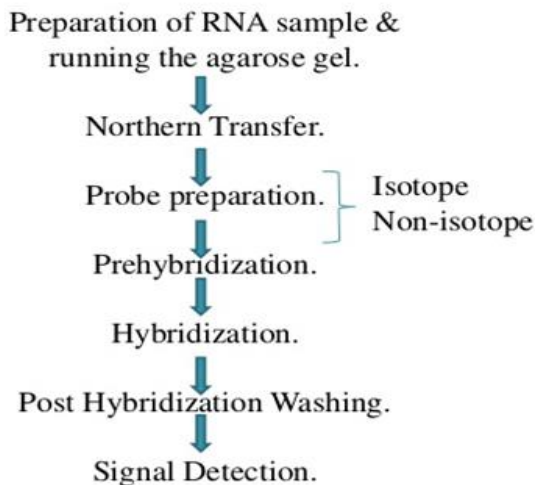 Preparation of RNA sample &
running the agarose gel.
Northern Transfer.
Probe preparation.
Isotope
Non-isotope
Prehybridization.
Hybridization.
Post Hybridization Washing.
Signal Detection.